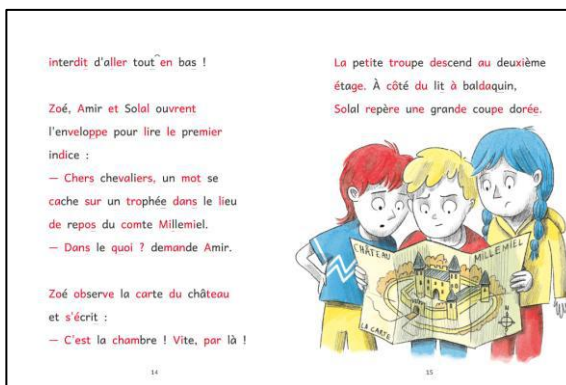 interdit d'aller tout en bas !
Zoé, Amir et Solal ouvrent
l'enveloppe pour lire le premier
indice :
— Chers chevaliers, un mot se
cache sur un trophée dans le lieu
de repos du comte Millemiel.
— Dans le quoi ? demande Amir.
Zoé observe la carte du château
et s'écrit :
— C'est la chambre ! Vite, par là !
14
La petite troupe descend au deuxième
étage. À côté du lit à baldaquin,
Solal repère une grande coupe dorée.
CHÂTEAU
MILLEMIEL
LA CARTE
15